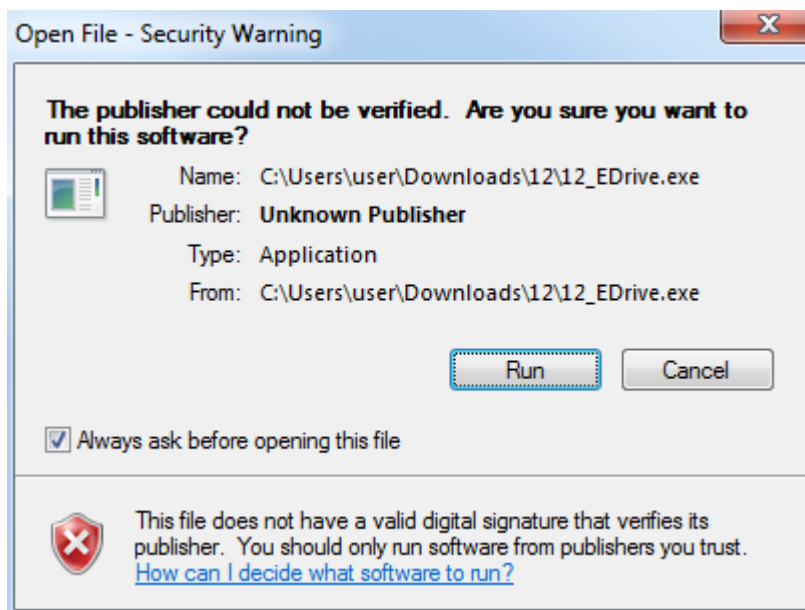 Open File - Security Warning
The publisher could not be verified. Are you sure you want to
run this software?
Name: C:\Users\user\Downloads\12\12_EDrive.exe
Publisher: Unknown Publisher
Type: Application
From: C:\Users\user\Downloads\12\12_EDrive.exe
Run Cancel
Always ask before opening this file
This file does not have a valid digital signature that verifies its
publisher. You should only run software from publishers you trust.
How can I decide what software to run?